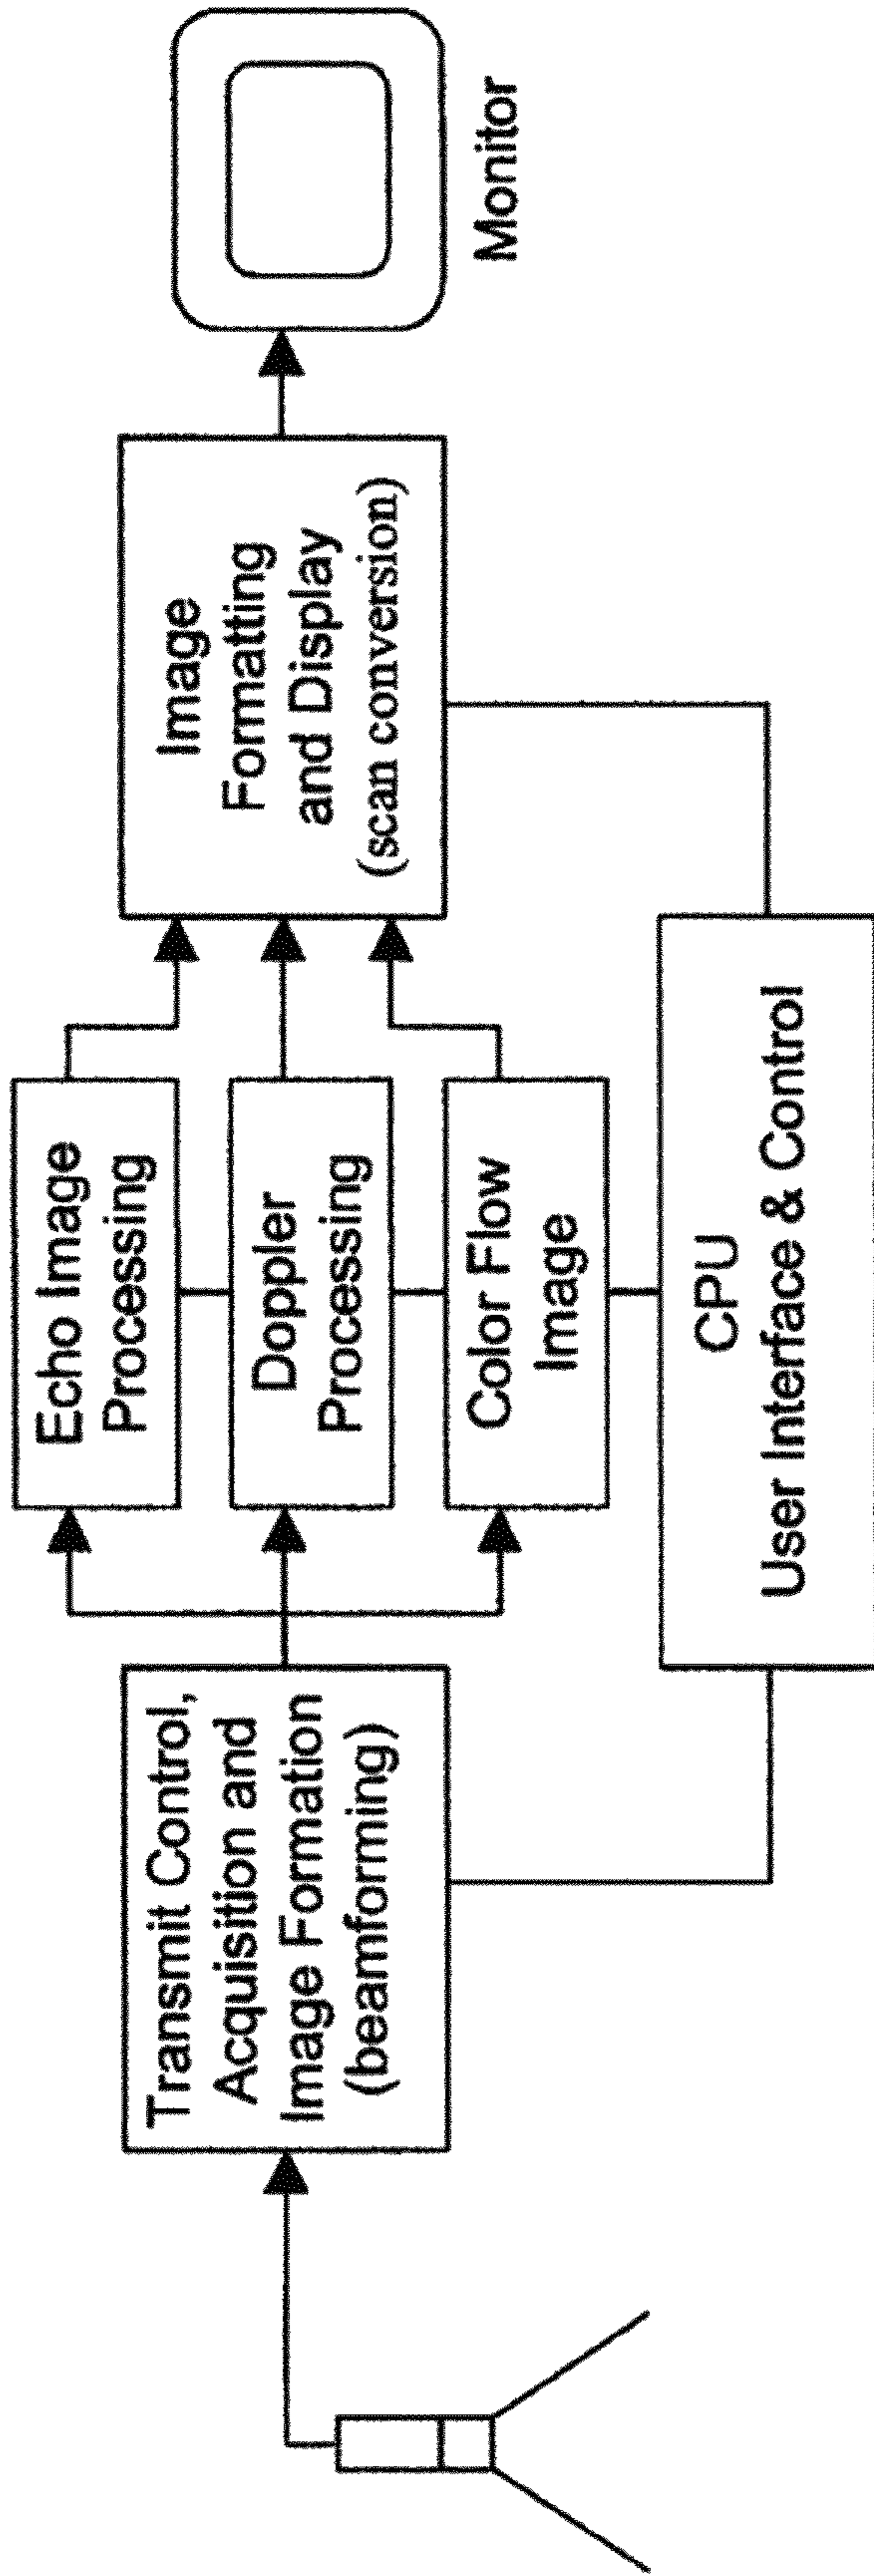 Transmit Control,
Acquisition and
Image Formation
(beamforming)
Echo Image
Processing
Doppler
Processing
Color Flow
Image
Image
Formatting
and Display
(scan conversion)
Monitor
CPU
User Interface & Control